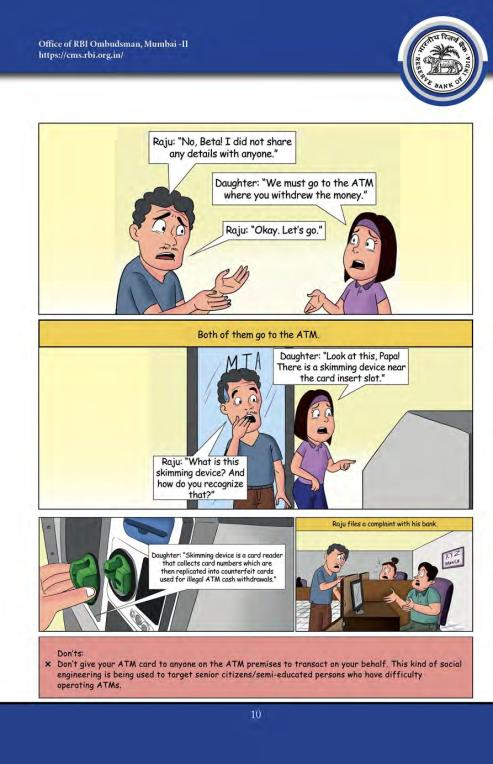 Office of RBI Ombudsman, Mumbai -II
https://cms.rbi.org.in/
भारतीय रिज़र्व बैंक
RESERVE BANK OF INDIA
Raju: "No, Beta! I did not share
any details with anyone."
Daughter: "We must go to the ATM
where you withdrew the money."
Raju: "Okay. Let's go."
Both of them go to the ATM.
MTA
Daughter: "Look at this, Papa!
There is a skimming device near
the card insert slot."
Raju: "What is this
skimming device? And
how do you recognize
that?"
Daughter: "Skimming device is a card reader
that collects card numbers which are
then replicated into counterfeit cards
used for illegal ATM cash withdrawals."
Raju files a complaint with his bank.
XYZ
BRANCH
Don'ts:
× Don't give your ATM card to anyone on the ATM premises to transact on your behalf. This kind of social
engineering is being used to target senior citizens/semi-educated persons who have difficulty
operating ATMs.
10